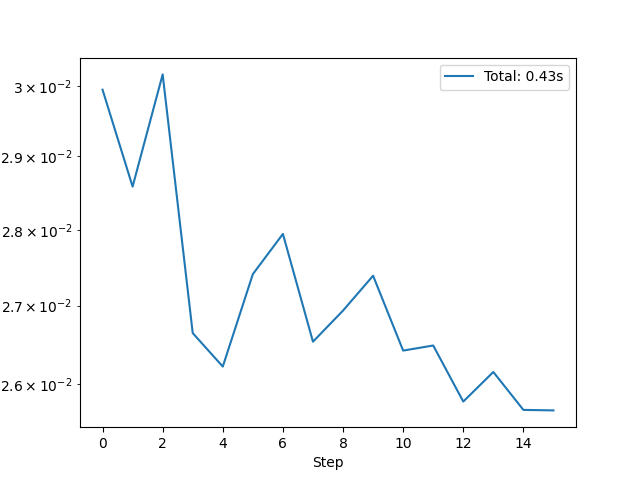 Total: 0.43s
3 × 10⁻²
2.9 × 10⁻²
2.8 × 10⁻²
2.7 × 10⁻²
2.6 × 10⁻²
0 2 4 6 8 10 12 14
Step